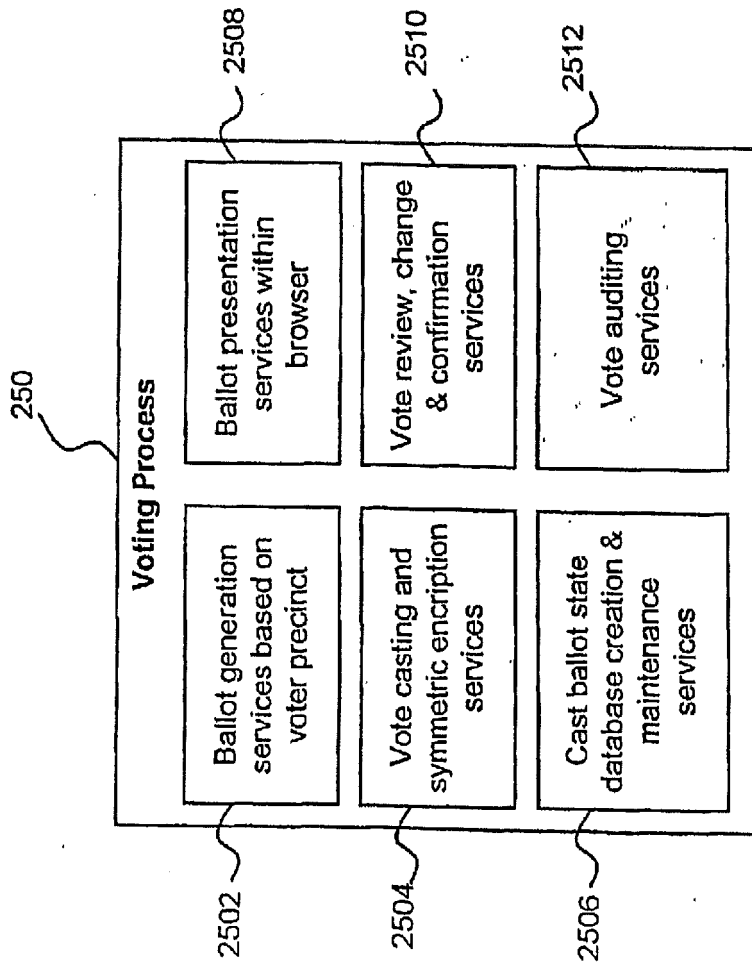 250
Voting Process
2502
Ballot generation
services based on
voter precinct
2508
Ballot presentation
services within
browser
2504
Vote casting and
symmetric encription
services
2510
Vote review, change
& confirmation
services
2506
Cast ballot state
database creation &
maintenance
services
2512
Vote auditing
services